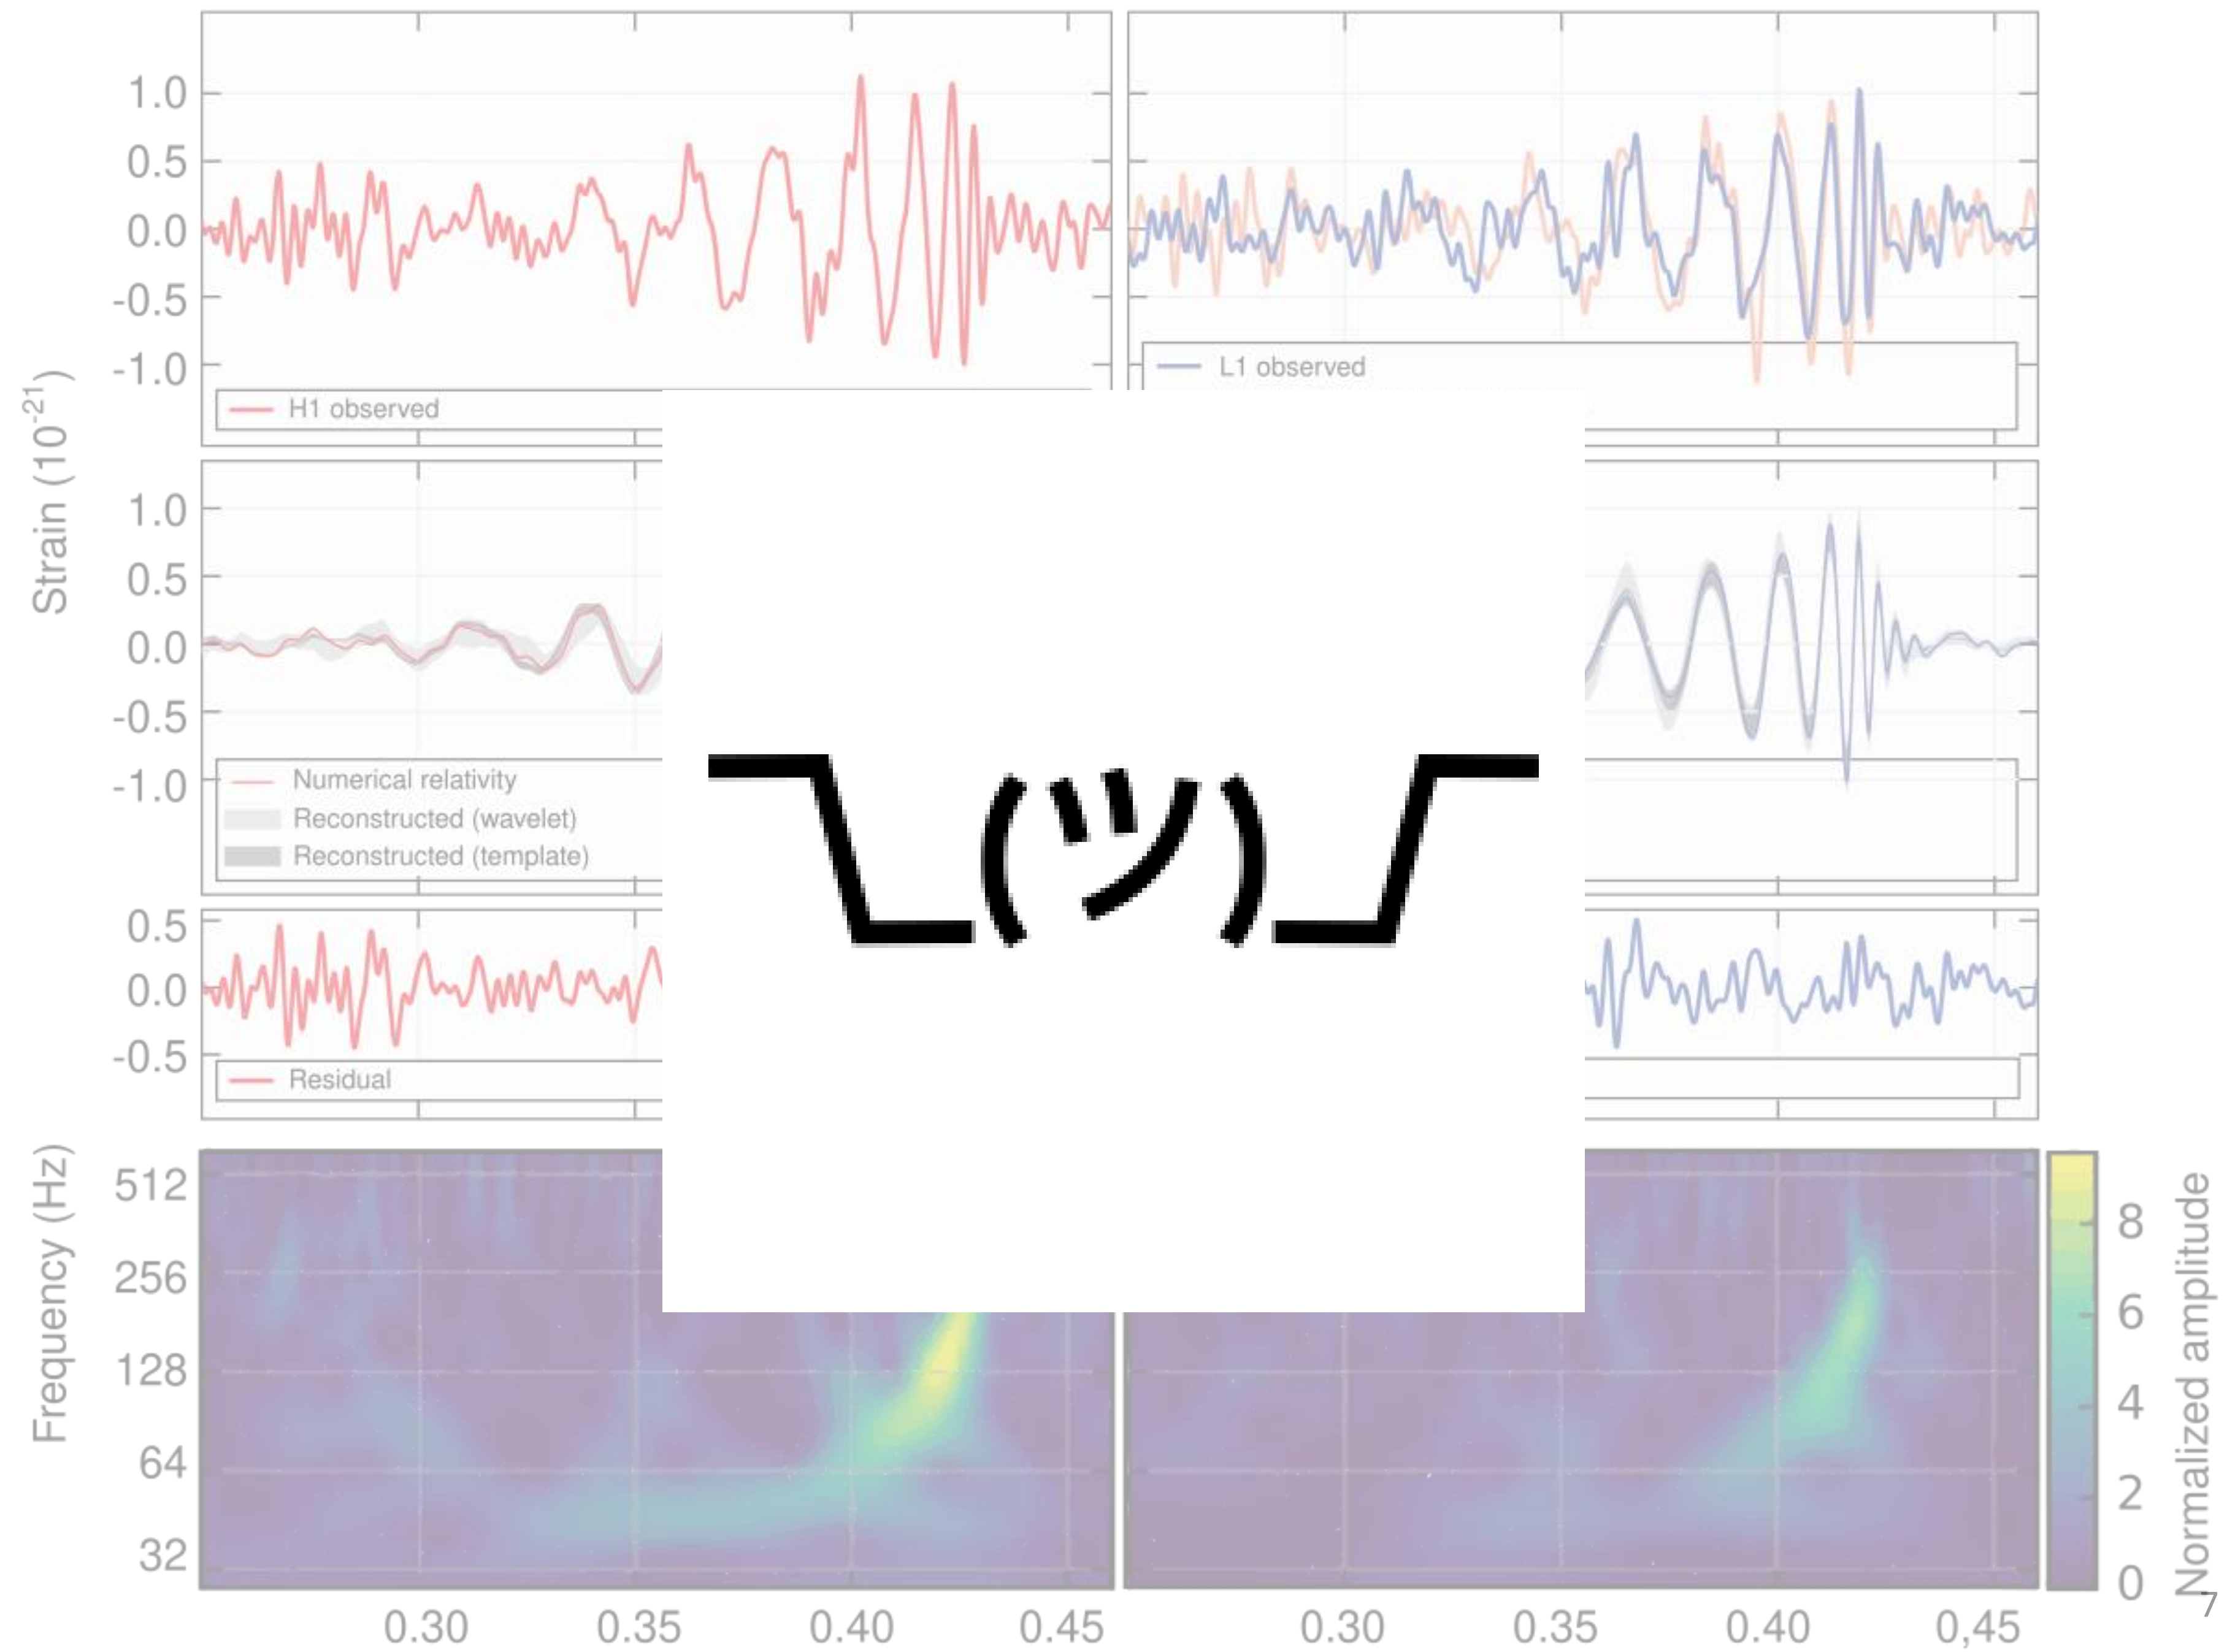 1.0
0.5
0.0
-0.5
-1.0
H1 observed
L1 observed
Strain (10⁻²¹)
1.0
0.5
0.0
-0.5
-1.0
Numerical relativity
Reconstructed (wavelet)
Reconstructed (template)
¯\_(ツ)_/¯
0.5
0.0
-0.5
Residual
Frequency (Hz)
512
256
128
64
32
8
6
4
2
0
Normalized amplitude
0.30 0.35 0.40 0.45 0.30 0.35 0.40 0,45
7